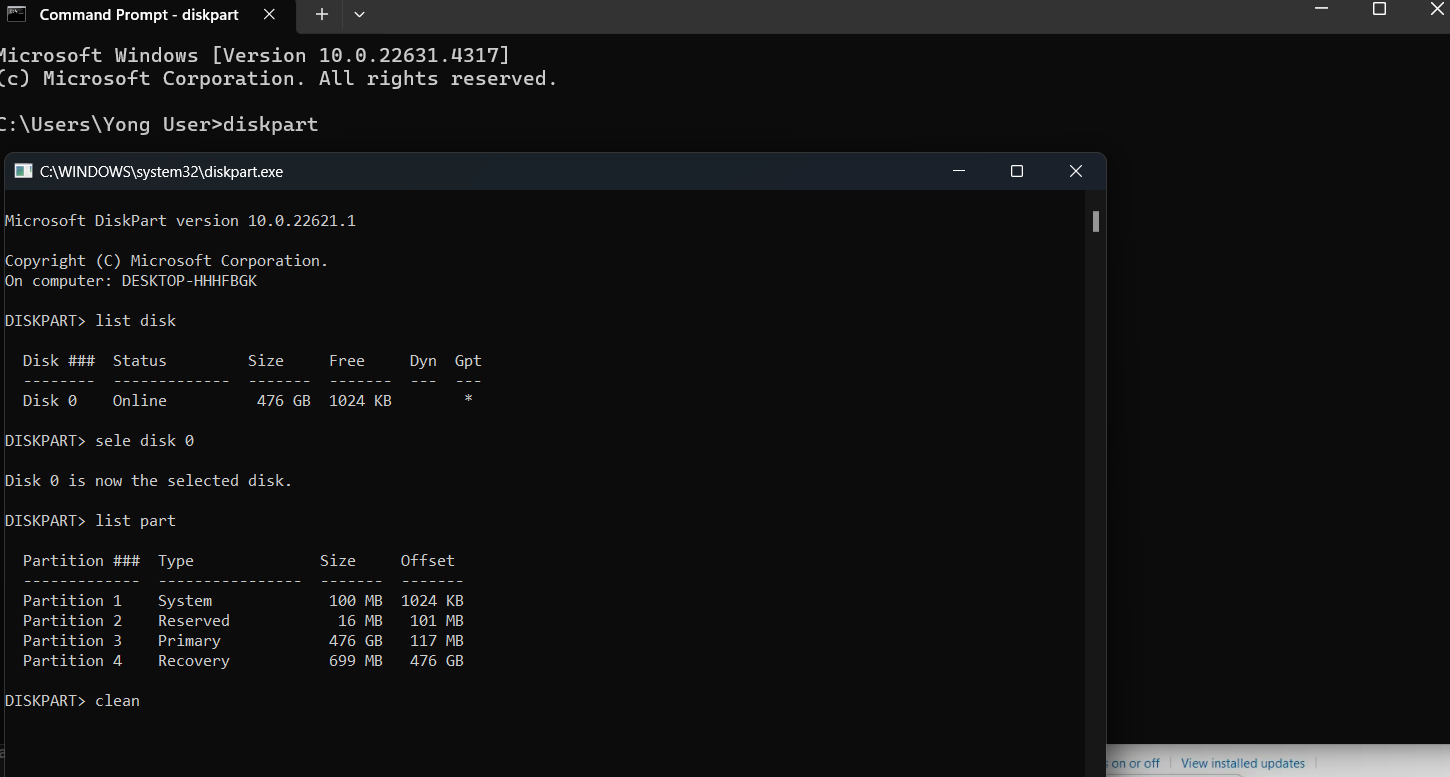 Command Prompt - diskpart
Microsoft Windows [Version 10.0.22631.4317]
(c) Microsoft Corporation. All rights reserved.
C:\Users\Yong User>diskpart
C:\WINDOWS\system32\diskpart.exe
Microsoft DiskPart version 10.0.22621.1
Copyright (C) Microsoft Corporation.
On computer: DESKTOP-HHHFBGK
DISKPART> list disk
Disk ### Status Size Free Dyn Gpt
-------- ------------- ------- ------- --- ---
Disk 0 Online 476 GB 1024 KB *
DISKPART> sele disk 0
Disk 0 is now the selected disk.
DISKPART> list part
Partition ### Type Size Offset
------------- ---------------- ------- -------
Partition 1 System 100 MB 1024 KB
Partition 2 Reserved 16 MB 101 MB
Partition 3 Primary 476 GB 117 MB
Partition 4 Recovery 699 MB 476 GB
DISKPART> clean
on or off View installed updates